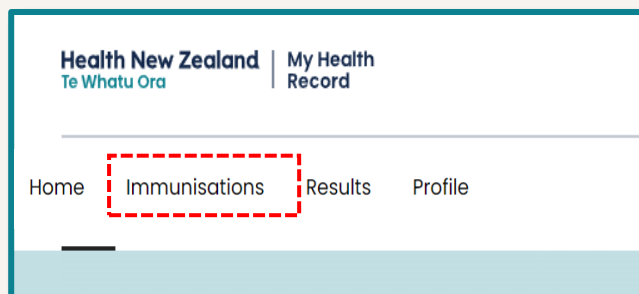 Health New Zealand
Te Whatu Ora
My Health
Record
Home Immunisations Results Profile